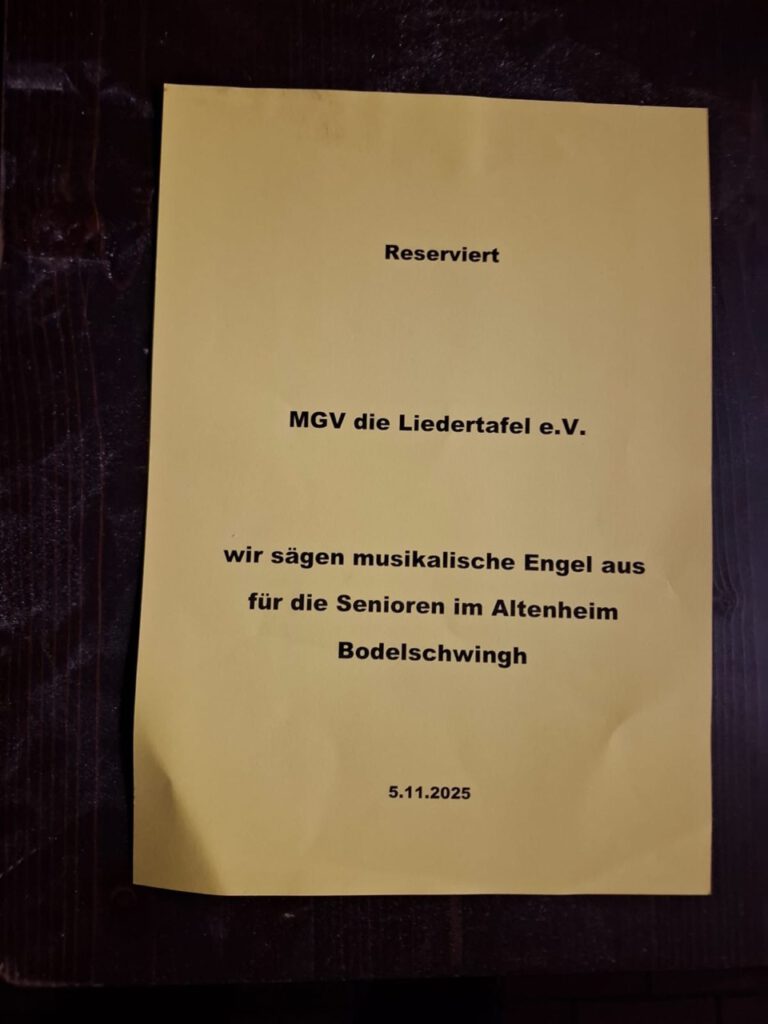 Reserviert
MGV die Liedertafel e.V.
wir sägen musikalische Engel aus
für die Senioren im Altenheim
Bodelschwingh
5.11.2025